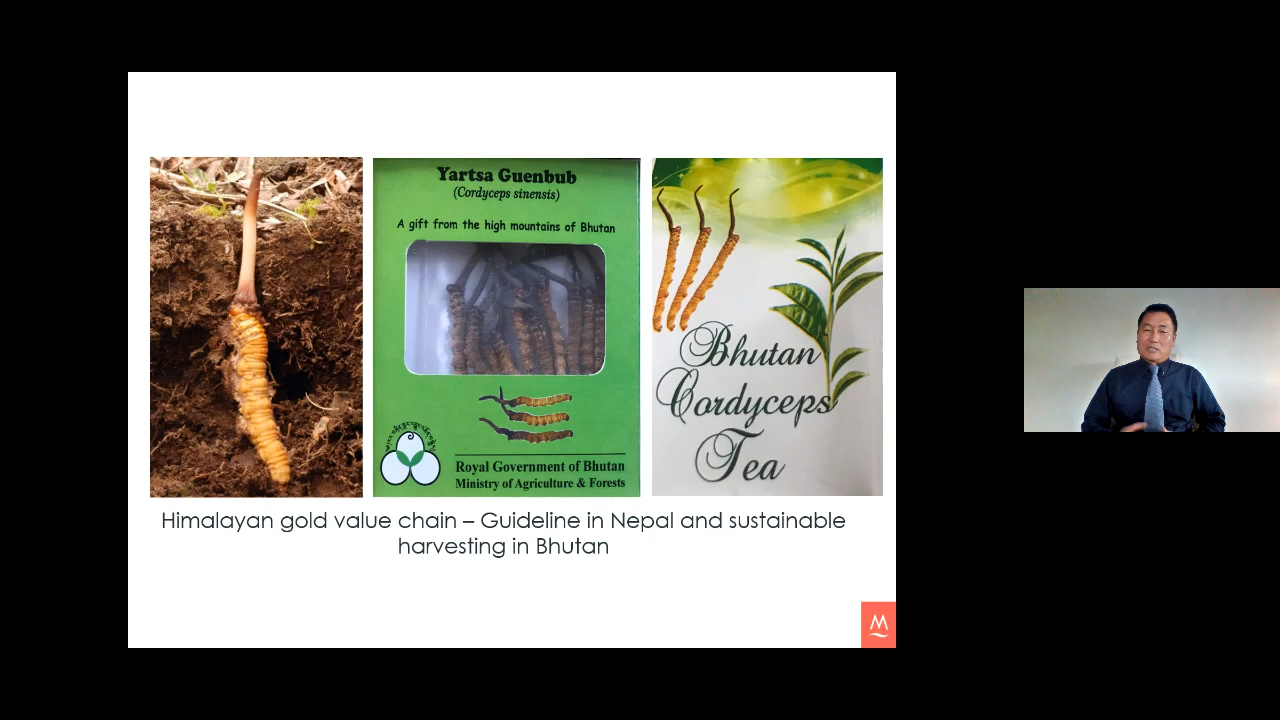 Yartsa Guenbub
(Cordyceps sinensis)
A gift from the high mountains of Bhutan
Royal Government of Bhutan
Ministry of Agriculture & Forests
Bhutan
Cordyceps
Tea
Himalayan gold value chain – Guideline in Nepal and sustainable
harvesting in Bhutan